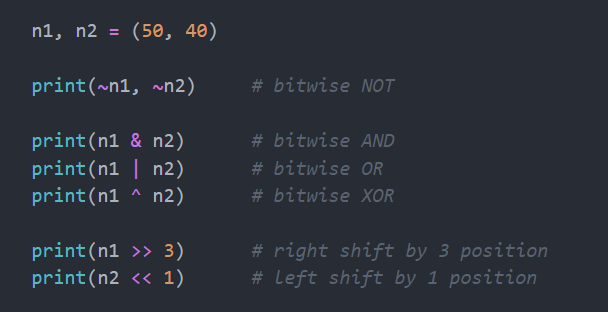 n1, n2 = (50, 40)
print(~n1, ~n2)     # bitwise NOT
print(n1 & n2)      # bitwise AND
print(n1 | n2)      # bitwise OR
print(n1 ^ n2)      # bitwise XOR
print(n1 >> 3)      # right shift by 3 position
print(n2 << 1)      # left shift by 1 position